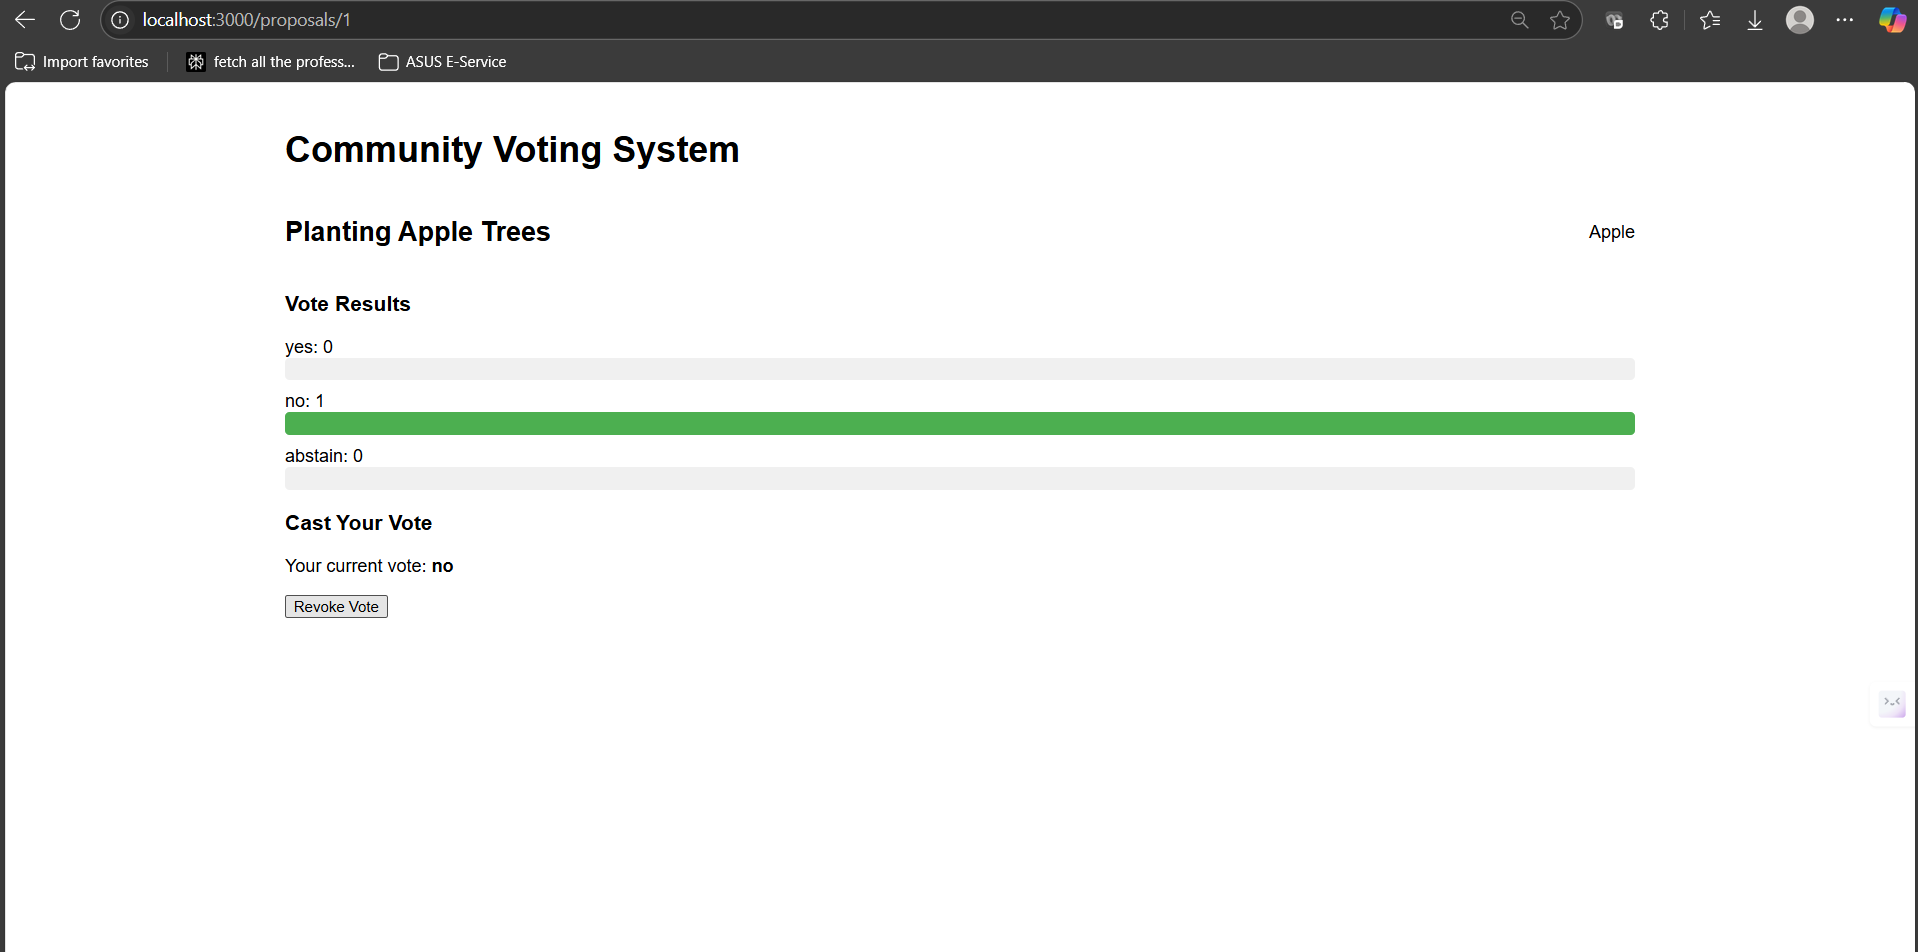 localhost:3000/proposals/1
Import favorites fetch all the profess... ASUS E-Service
Community Voting System
Planting Apple Trees Apple
Vote Results
yes: 0
no: 1
abstain: 0
Cast Your Vote
Your current vote: no
Revoke Vote